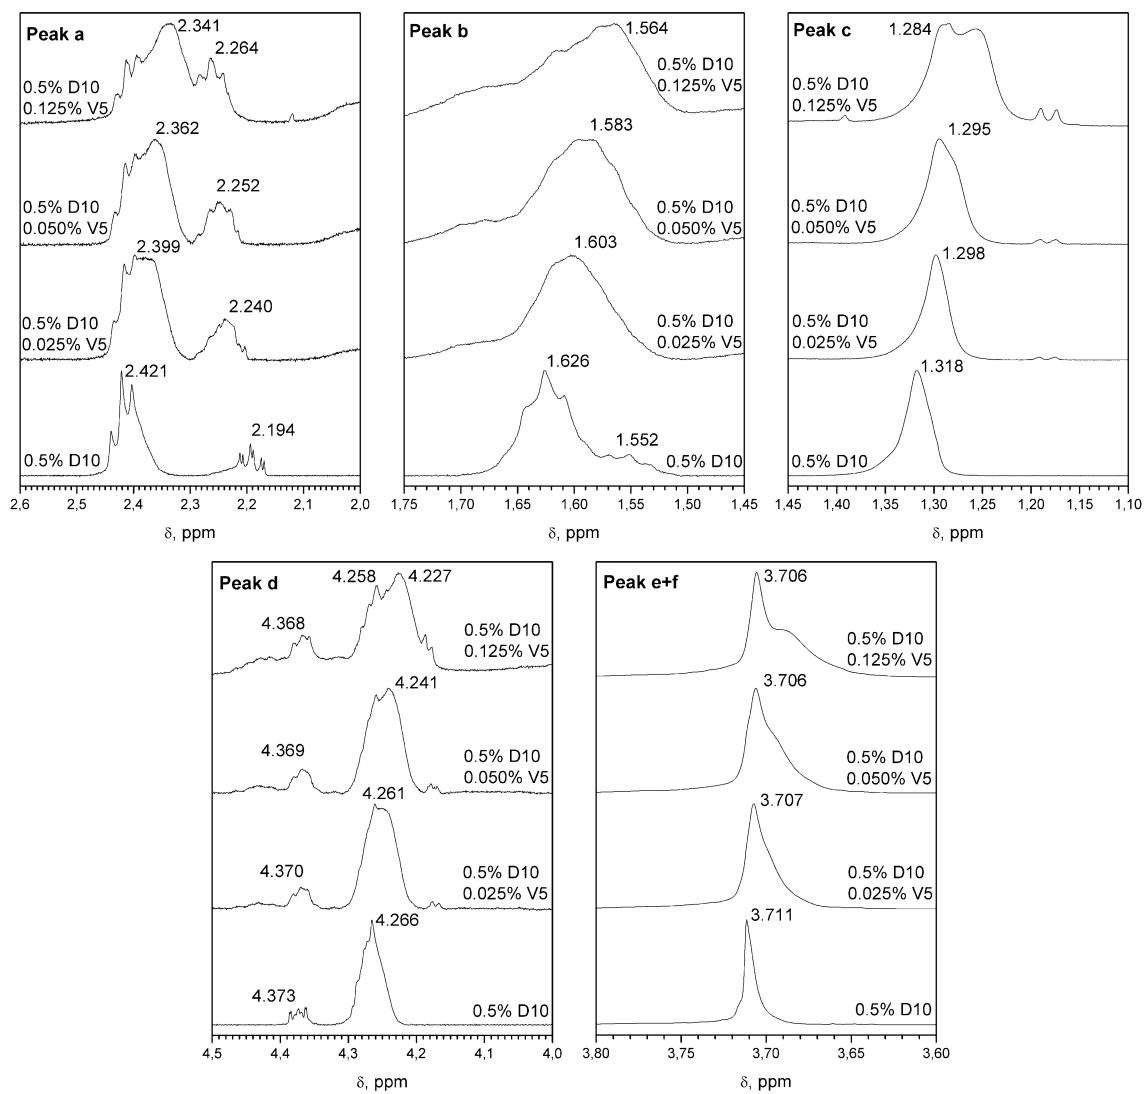 Peak a
2.341
2.264
0.5% D10
0.125% V5
2.362
2.252
0.5% D10
0.050% V5
2.399
2.240
0.5% D10
0.025% V5
2.421
2.194
0.5% D10
2,6 2,5 2,4 2,3 2,2 2,1 2,0
δ, ppm
Peak b
1.564
0.5% D10
0.125% V5
1.583
0.5% D10
0.050% V5
1.603
0.5% D10
0.025% V5
1.626
1.552
0.5% D10
1,75 1,70 1,65 1,60 1,55 1,50 1,45
δ, ppm
Peak c
1.284
0.5% D10
0.125% V5
1.295
0.5% D10
0.050% V5
1.298
0.5% D10
0.025% V5
1.318
0.5% D10
1,45 1,40 1,35 1,30 1,25 1,20 1,15 1,10
δ, ppm
Peak d
4.258 4.227
4.368
0.5% D10
0.125% V5
4.241
4.369
0.5% D10
0.050% V5
4.261
4.370
0.5% D10
0.025% V5
4.266
4.373
0.5% D10
4,5 4,4 4,3 4,2 4,1 4,0
δ, ppm
Peak e+f
3.706
0.5% D10
0.125% V5
3.706
0.5% D10
0.050% V5
3.707
0.5% D10
0.025% V5
3.711
0.5% D10
3,80 3,75 3,70 3,65 3,60
δ, ppm